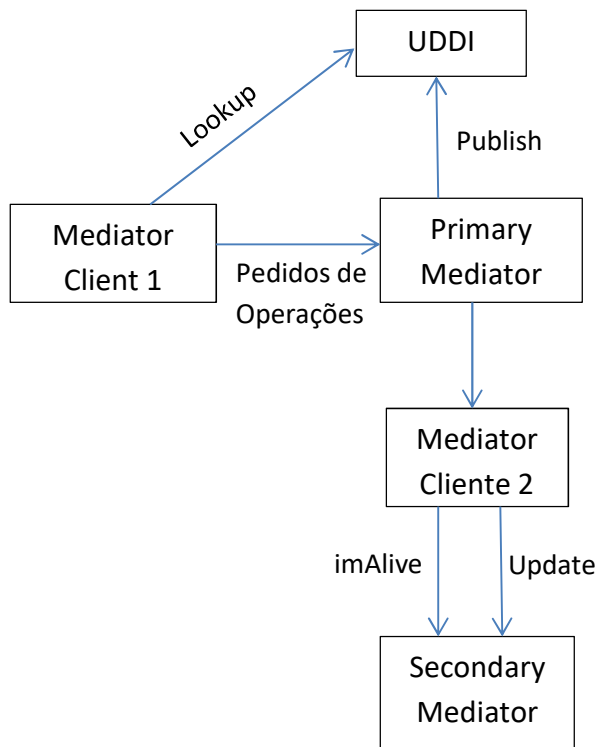 UDDI
Lookup
Publish
Mediator
Client 1
Primary
Mediator
Pedidos de
Operações
Mediator
Cliente 2
imAlive
Update
Secondary
Mediator